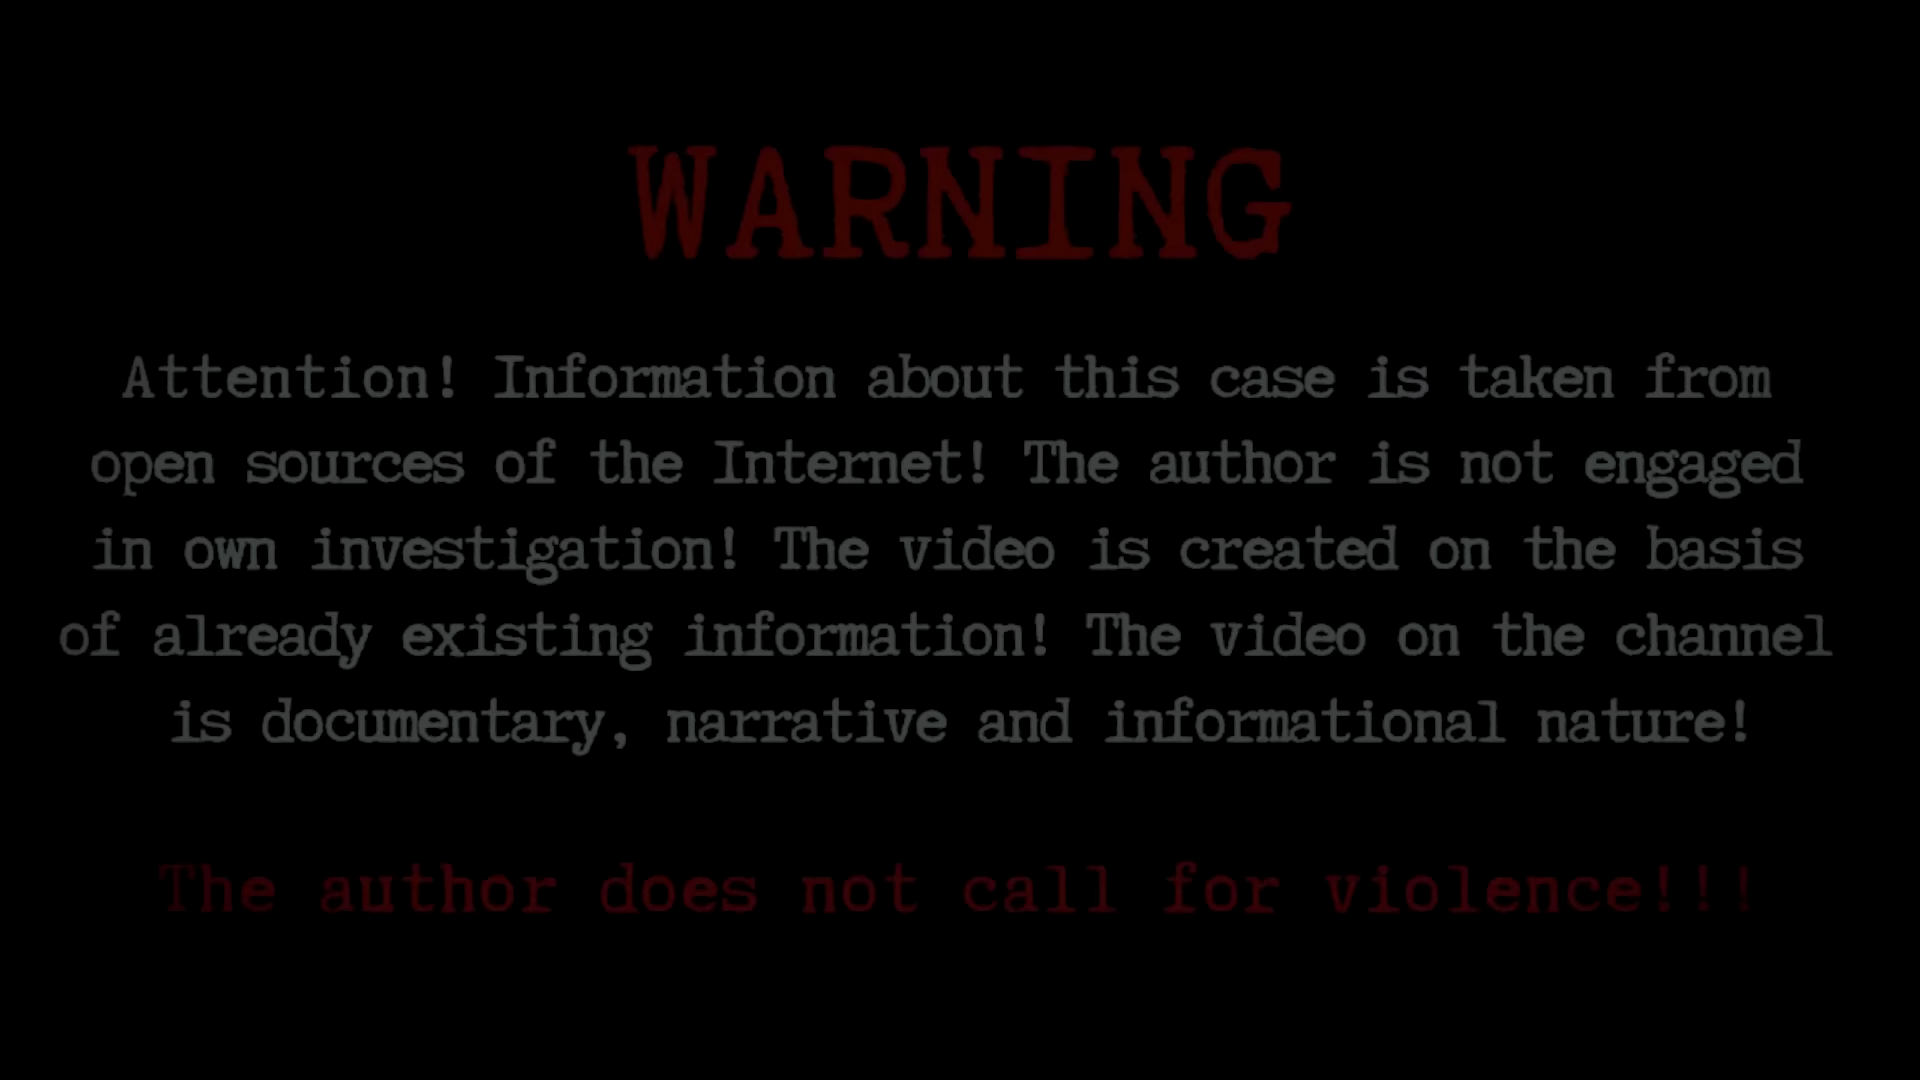 WARNING
Attention! Information about this case is taken from
open sources of the Internet! The author is not engaged
in own investigation! The video is created on the basis
of already existing information! The video on the channel
is documentary, narrative and informational nature!
The author does not call for violence!!!